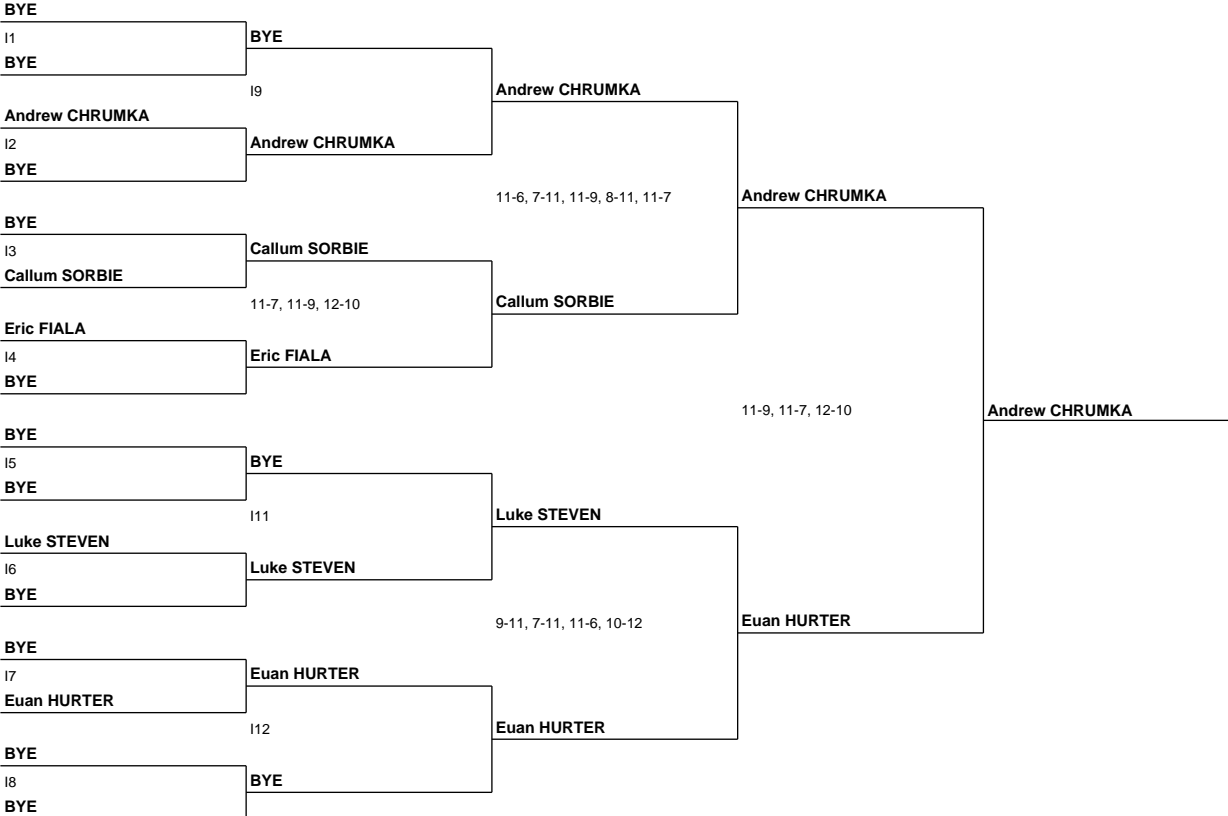 BYE
I1
BYE
BYE
I9
Andrew CHRUMKA
Andrew CHRUMKA
I2
Andrew CHRUMKA
BYE
11-6, 7-11, 11-9, 8-11, 11-7
Andrew CHRUMKA
BYE
I3
Callum SORBIE
Callum SORBIE
11-7, 11-9, 12-10
Callum SORBIE
Eric FIALA
I4
Eric FIALA
BYE
11-9, 11-7, 12-10
Andrew CHRUMKA
BYE
I5
BYE
BYE
I11
Luke STEVEN
Luke STEVEN
I6
Luke STEVEN
BYE
9-11, 7-11, 11-6, 10-12
Euan HURTER
BYE
I7
Euan HURTER
Euan HURTER
I12
Euan HURTER
BYE
I8
BYE
BYE